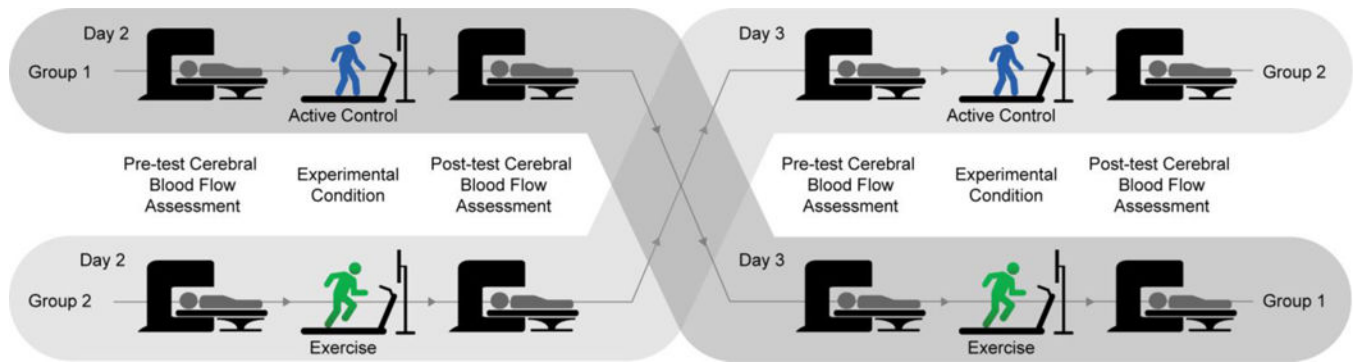 Day 2
Group 1
Active Control
Day 3
Group 2
Active Control
Pre-test Cerebral
Blood Flow
Assessment
Experimental
Condition
Post-test Cerebral
Blood Flow
Assessment
Pre-test Cerebral
Blood Flow
Assessment
Experimental
Condition
Post-test Cerebral
Blood Flow
Assessment
Day 2
Group 2
Exercise
Day 3
Group 1
Exercise